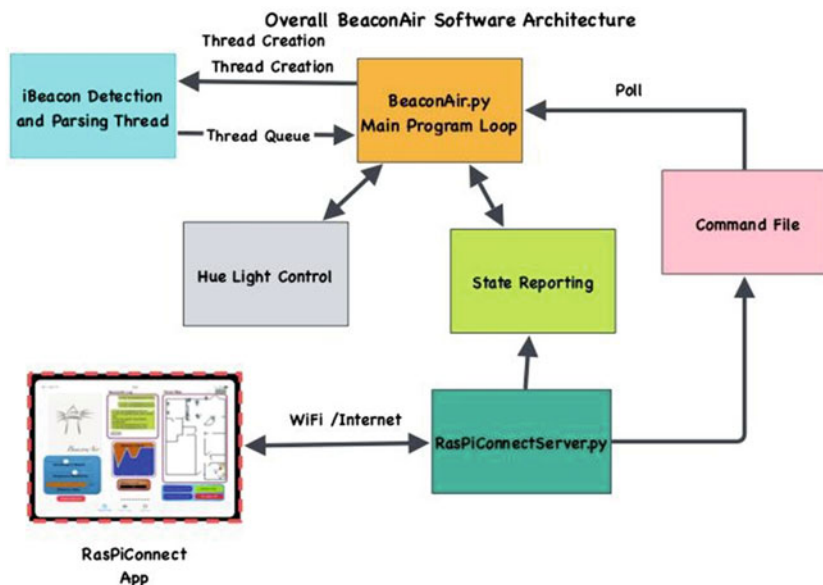 Overall BeaconAir Software Architecture
Thread Creation
Thread Creation
iBeacon Detection
and Parsing Thread
BeaconAir.py
Main Program Loop
Poll
Thread Queue
Hue Light Control
State Reporting
Command File
WiFi /Internet
RasPiConnectServer.py
RasPiConnect
App